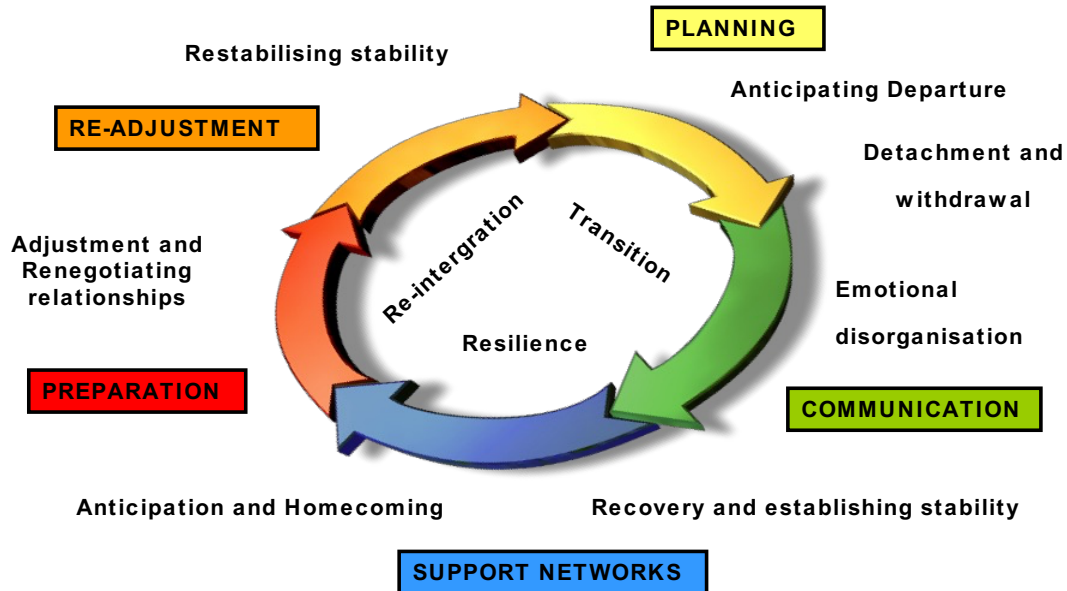 PLANNING
Restabilising stability
Anticipating Departure
RE-ADJUSTMENT
Detachment and
withdrawal
Re-intergration
Transition
Adjustment and
Renegotiating
relationships
Emotional
disorganisation
Resilience
PREPARATION
COMMUNICATION
Anticipation and Homecoming
Recovery and establishing stability
SUPPORT NETWORKS